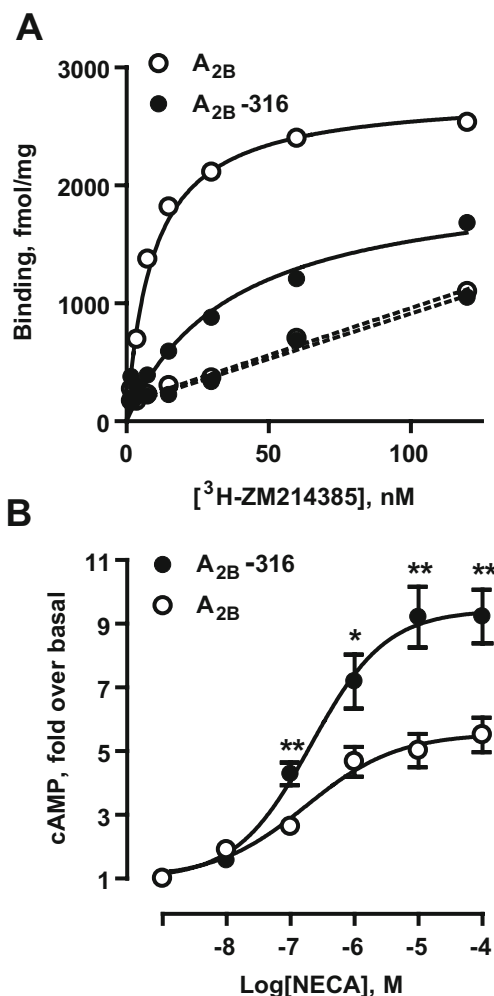 A
A2B
A2B-316
3000
2000
1000
0
Binding, fmol/mg
0 50 100
[3H-ZM214385], nM
B
A2B-316
A2B
11
9
7
5
3
1
cAMP, fold over basal
** * ** **
-8 -7 -6 -5 -4
Log[NECA], M